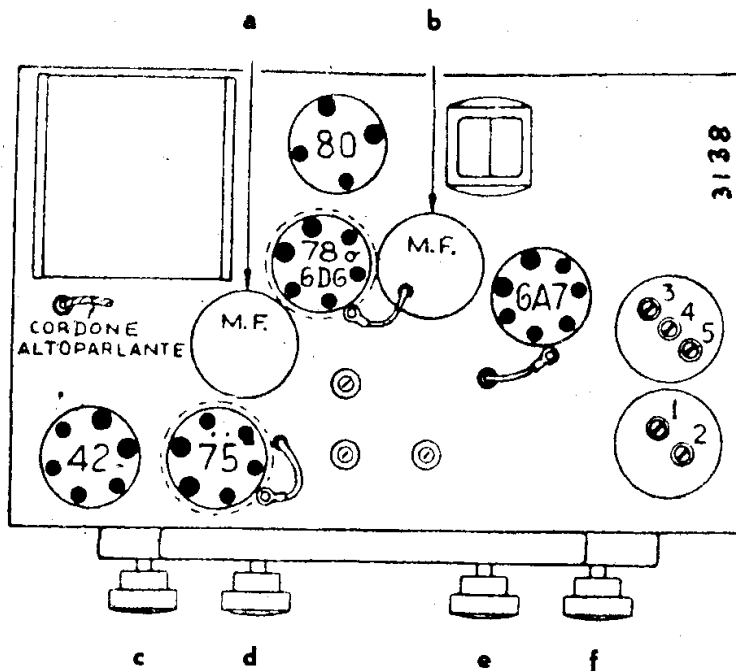 a b
80
3138
78 o
6D6
M.F.
6A7
M.F.
CORDONE
ALTOPARLANTE
3
4
5
42
75
1
2
c d e f